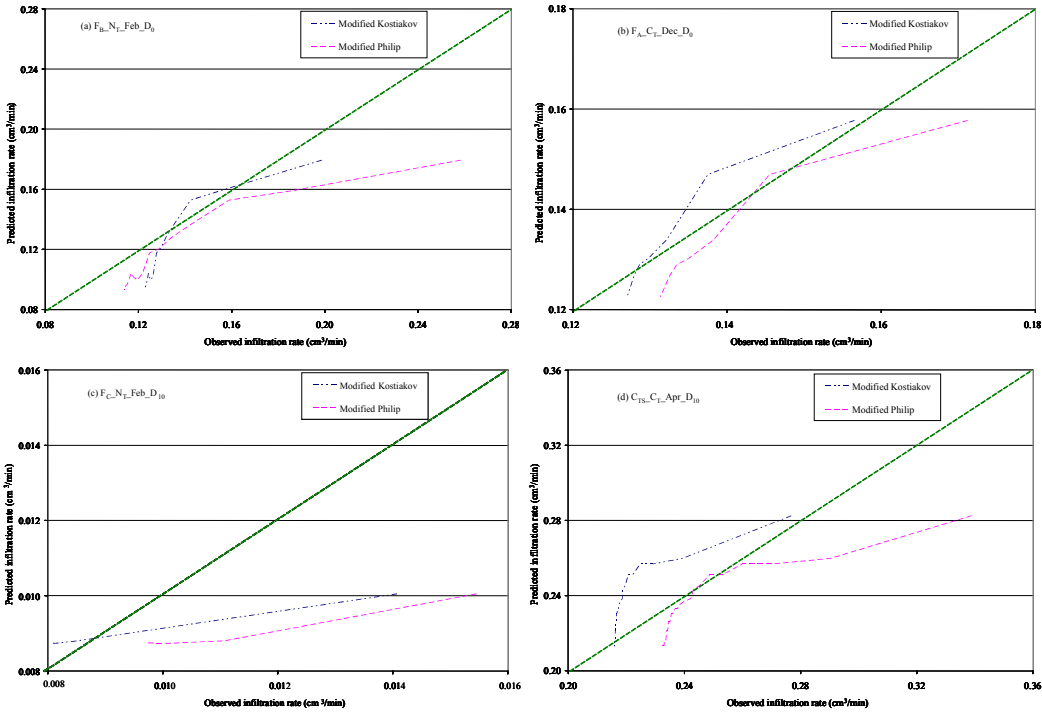 (a) F_B_N_T_Feb_D_0
Modified Kostiakov
Modified Philip
0.28
0.24
0.20
0.16
0.12
0.08
Predicted infiltration rate (cm³/min)
0.08 0.12 0.16 0.20 0.24 0.28
Observed infiltration rate (cm³/min)
(b) F_A_C_T_Dec_D_0
Modified Kostiakov
Modified Philip
0.18
0.16
0.14
0.12
Predicted infiltration rate (cm³/min)
0.12 0.14 0.16 0.18
Observed infiltration rate (cm³/min)
(c) F_C_N_T_Feb_D_10
Modified Kostiakov
Modified Philip
0.016
0.014
0.012
0.010
0.008
Predicted infiltration rate (cm³/min)
0.008 0.010 0.012 0.014 0.016
Observed infiltration rate (cm³/min)
(d) C_TS_C_T_Apr_D_10
Modified Kostiakov
Modified Philip
0.36
0.32
0.28
0.24
0.20
Predicted infiltration rate (cm³/min)
0.20 0.24 0.28 0.32 0.36
Observed infiltration rate (cm³/min)